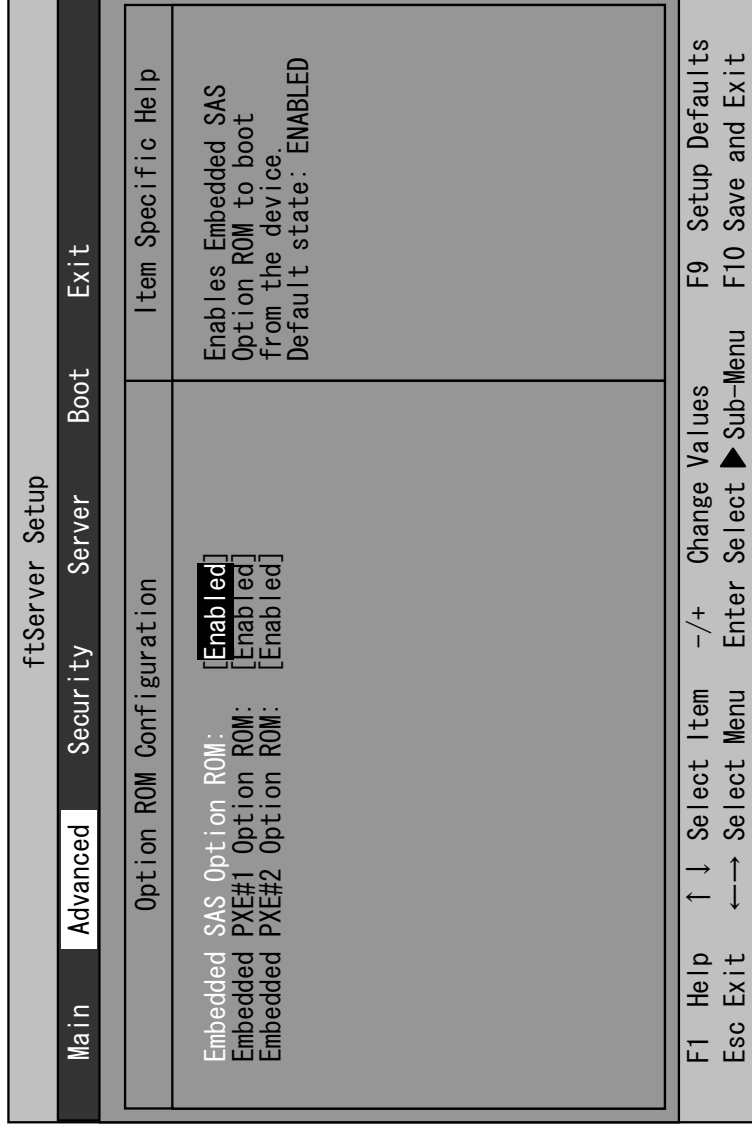 ftServer Setup
Main Advanced Security Server Boot Exit
Option ROM Configuration
Item Specific Help
Embedded SAS Option ROM: [Enabled]
Embedded PXE#1 Option ROM: [Enabled]
Embedded PXE#2 Option ROM: [Enabled]
Enables Embedded SAS
Option ROM to boot
from the device.
Default state: ENABLED
F1 Help ↑ ↓ Select Item -/+ Change Values F9 Setup Defaults
Esc Exit ←→ Select Menu Enter Select ▶ Sub-Menu F10 Save and Exit